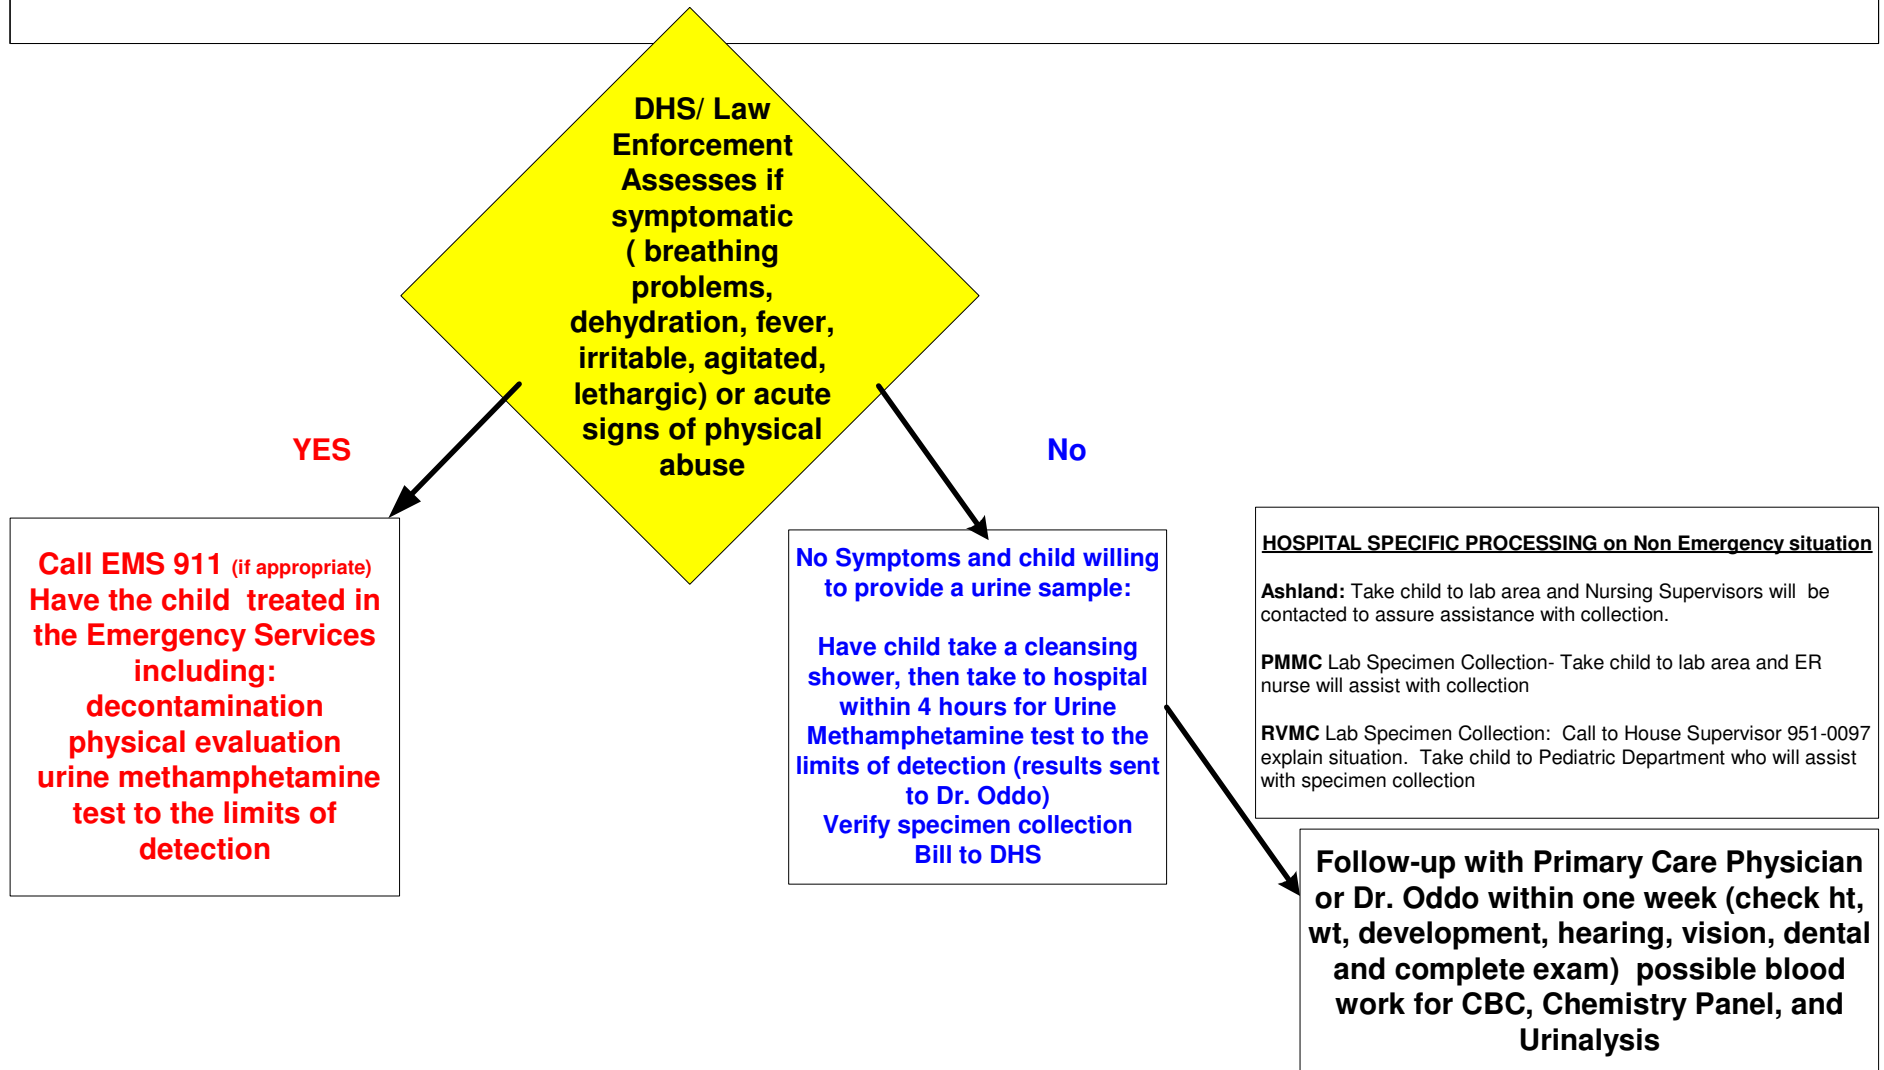 DHS/ Law
Enforcement
Assesses if
symptomatic
( breathing
problems,
dehydration, fever,
irritable, agitated,
lethargic) or acute
signs of physical
abuse
YES
No
Call EMS 911 (if appropriate)
Have the child treated in
the Emergency Services
including:
decontamination
physical evaluation
urine methamphetamine
test to the limits of
detection
No Symptoms and child willing
to provide a urine sample:
Have child take a cleansing
shower, then take to hospital
within 4 hours for Urine
Methamphetamine test to the
limits of detection (results sent
to Dr. Oddo)
Verify specimen collection
Bill to DHS
HOSPITAL SPECIFIC PROCESSING on Non Emergency situation
Ashland: Take child to lab area and Nursing Supervisors will be
contacted to assure assistance with collection.
PMMC Lab Specimen Collection- Take child to lab area and ER
nurse will assist with collection
RVMC Lab Specimen Collection: Call to House Supervisor 951-0097
explain situation. Take child to Pediatric Department who will assist
with specimen collection
Follow-up with Primary Care Physician
or Dr. Oddo within one week (check ht,
wt, development, hearing, vision, dental
and complete exam) possible blood
work for CBC, Chemistry Panel, and
Urinalysis